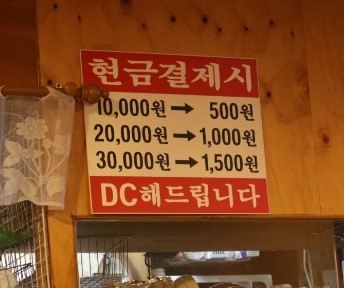 현금결제시
10,000원 → 500원
20,000원 → 1,000원
30,000원 → 1,500원
DC해드립니다